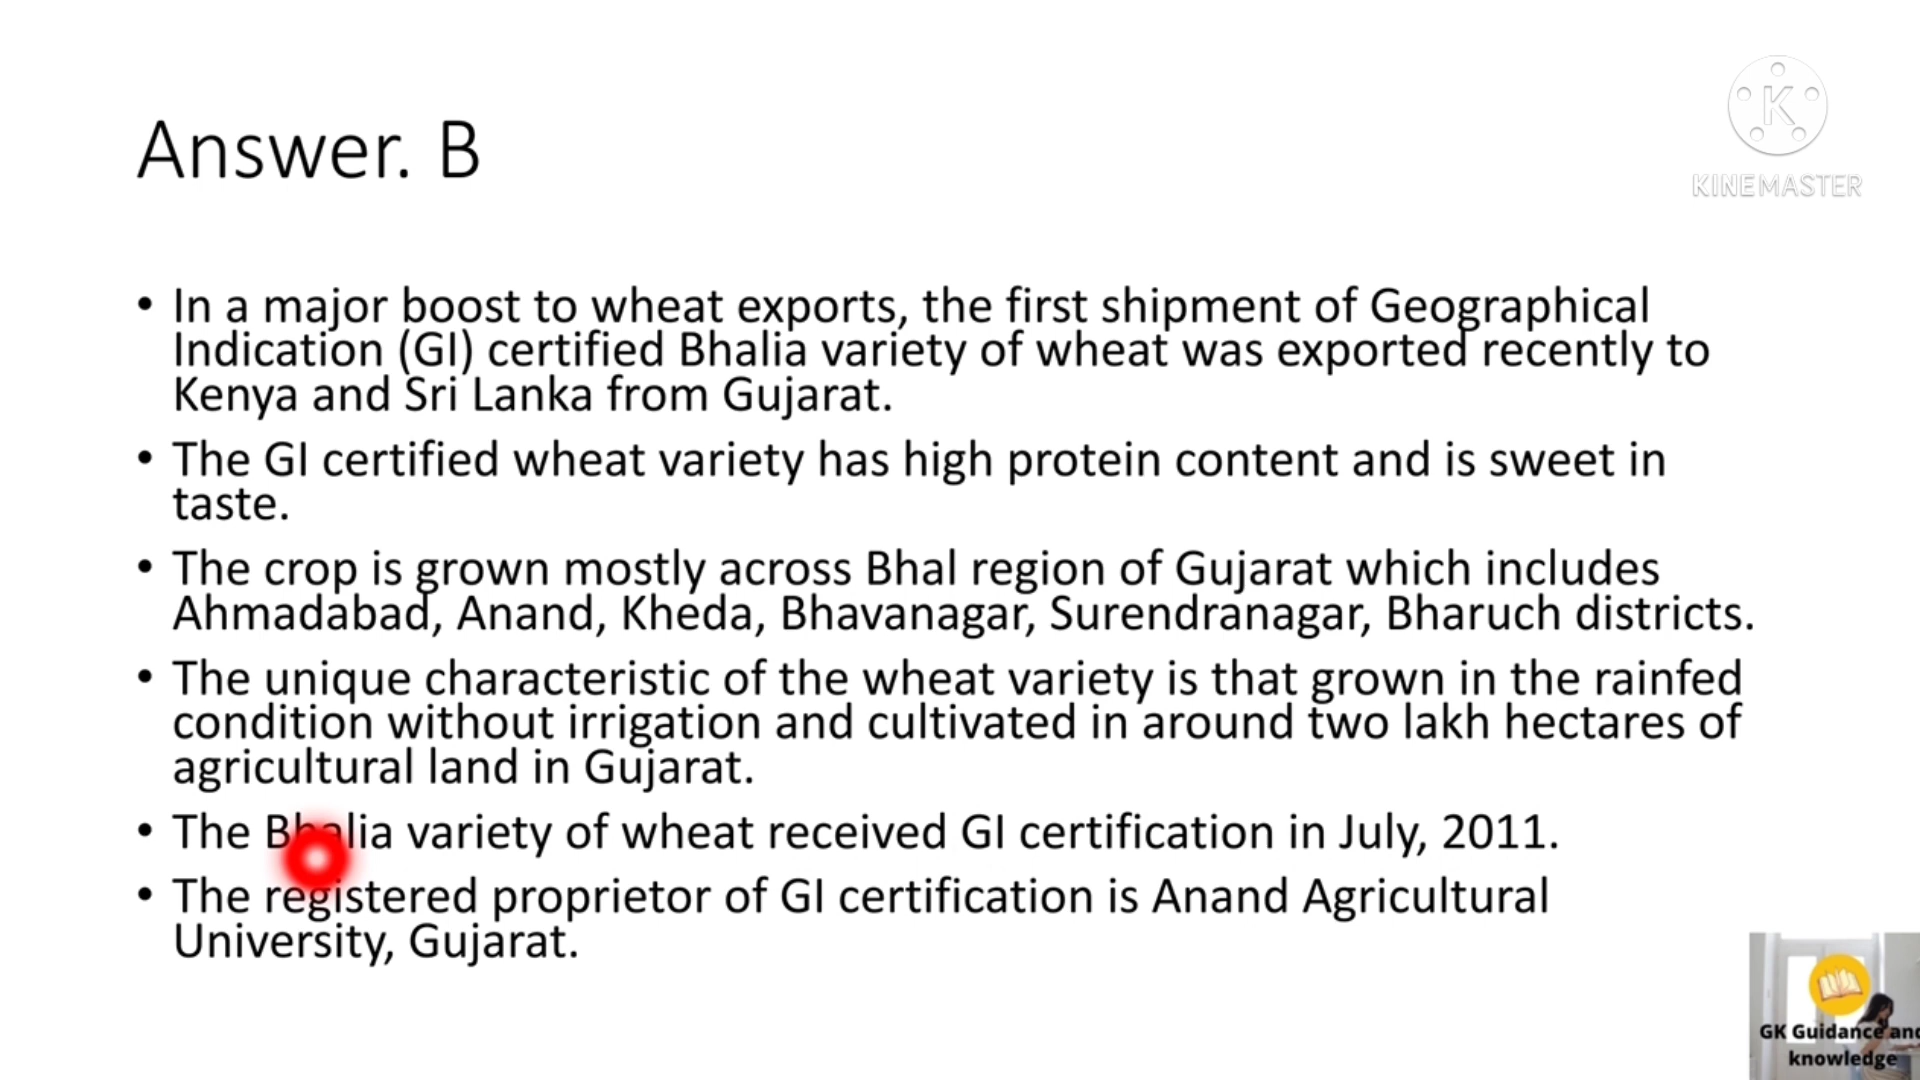 Answer. B
K
KINEMASTER
• In a major boost to wheat exports, the first shipment of Geographical
Indication (GI) certified Bhalia variety of wheat was exported recently to
Kenya and Sri Lanka from Gujarat.
• The GI certified wheat variety has high protein content and is sweet in
taste.
• The crop is grown mostly across Bhal region of Gujarat which includes
Ahmadabad, Anand, Kheda, Bhavanagar, Surendranagar, Bharuch districts.
• The unique characteristic of the wheat variety is that grown in the rainfed
condition without irrigation and cultivated in around two lakh hectares of
agricultural land in Gujarat.
• The Bhalia variety of wheat received GI certification in July, 2011.
• The registered proprietor of GI certification is Anand Agricultural
University, Gujarat.
GK Guidance and
knowledge